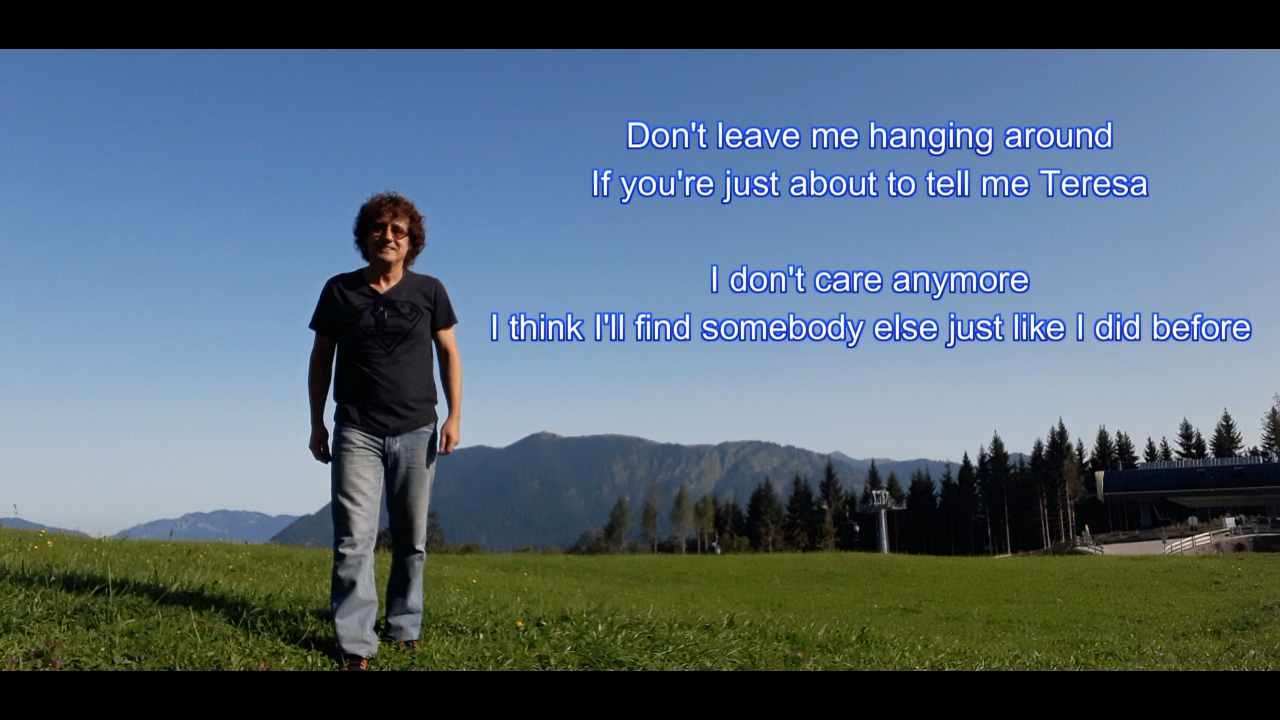 Don't leave me hanging around
If you're just about to tell me Teresa
I don't care anymore
I think I'll find somebody else just like I did before